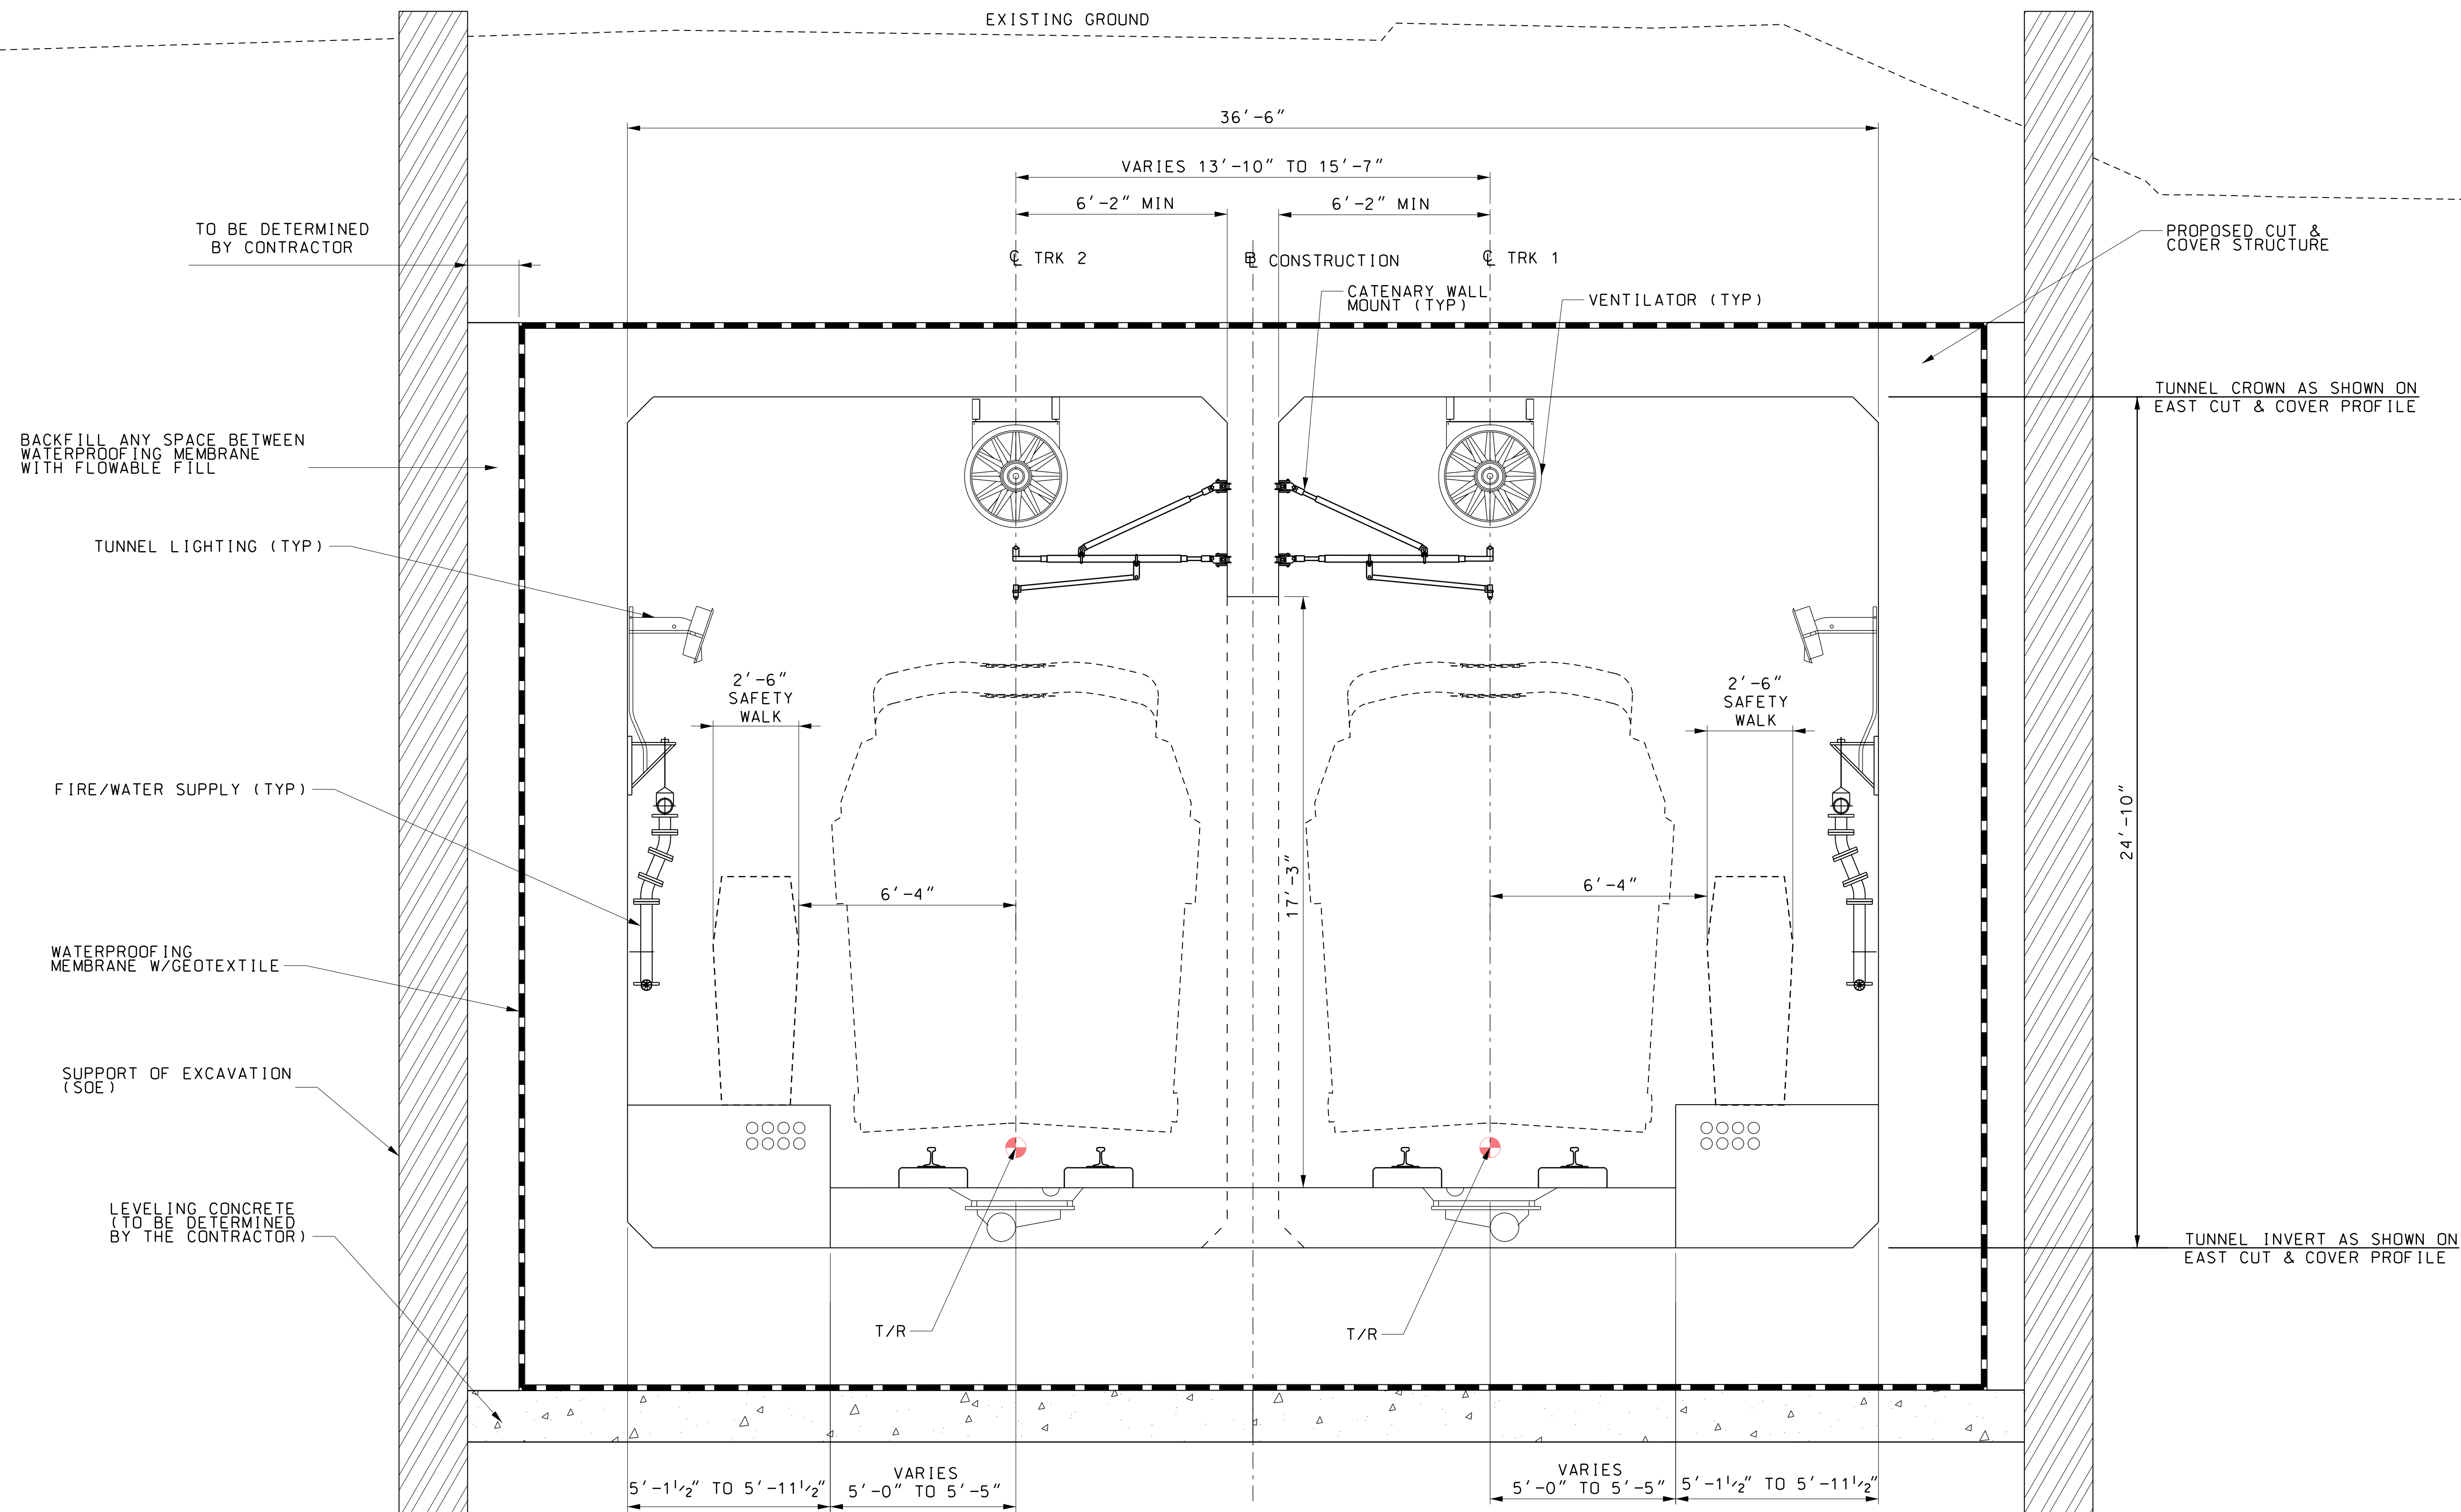 EXISTING GROUND
36'-6"
VARIES 13'-10" TO 15'-7"
6'-2" MIN
6'-2" MIN
TO BE DETERMINED
BY CONTRACTOR
PROPOSED CUT &
COVER STRUCTURE
℄ TRK 2
BL CONSTRUCTION
℄ TRK 1
CATENARY WALL
MOUNT (TYP)
VENTILATOR (TYP)
TUNNEL CROWN AS SHOWN ON
EAST CUT & COVER PROFILE
BACKFILL ANY SPACE BETWEEN
WATERPROOFING MEMBRANE
WITH FLOWABLE FILL
TUNNEL LIGHTING (TYP)
2'-6"
SAFETY
WALK
2'-6"
SAFETY
WALK
FIRE/WATER SUPPLY (TYP)
24'-10"
17'-3"
6'-4"
6'-4"
WATERPROOFING
MEMBRANE W/GEOTEXTILE
SUPPORT OF EXCAVATION
(SOE)
LEVELING CONCRETE
(TO BE DETERMINED
BY THE CONTRACTOR)
TUNNEL INVERT AS SHOWN ON
EAST CUT & COVER PROFILE
T/R
T/R
5'-1½" TO 5'-11½"
VARIES
5'-0" TO 5'-5"
VARIES
5'-0" TO 5'-5"
5'-1½" TO 5'-11½"